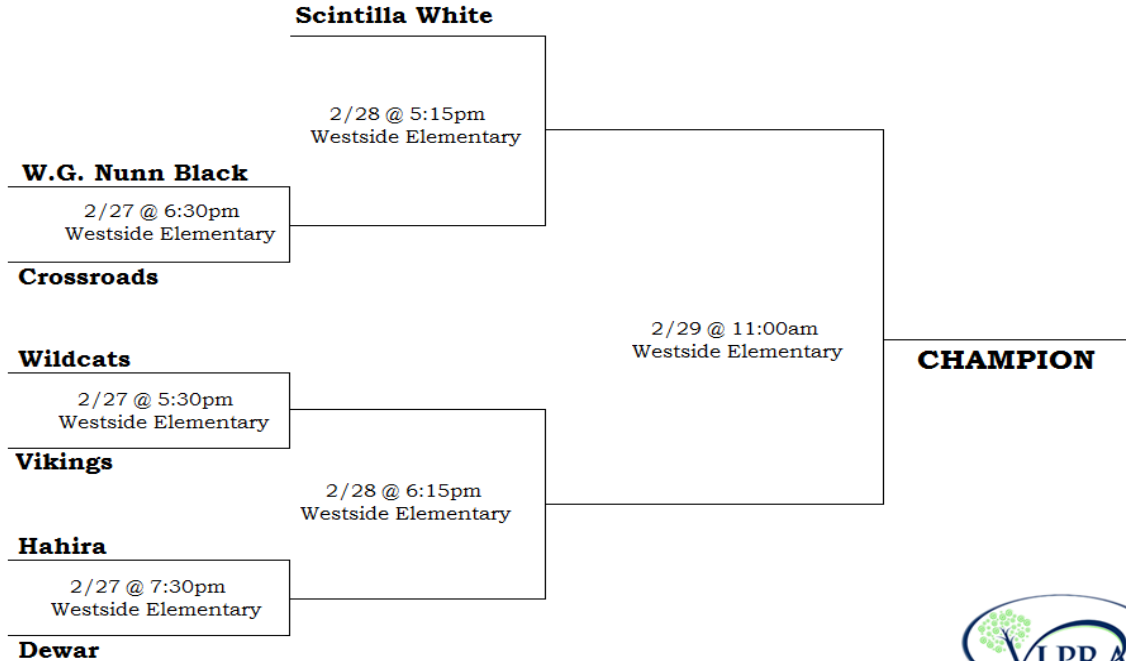 Scintilla White
2/28 @ 5:15pm
Westside Elementary
W.G. Nunn Black
2/27 @ 6:30pm
Westside Elementary
Crossroads
2/29 @ 11:00am
Westside Elementary
CHAMPION
Wildcats
2/27 @ 5:30pm
Westside Elementary
Vikings
2/28 @ 6:15pm
Westside Elementary
Hahira
2/27 @ 7:30pm
Westside Elementary
Dewar